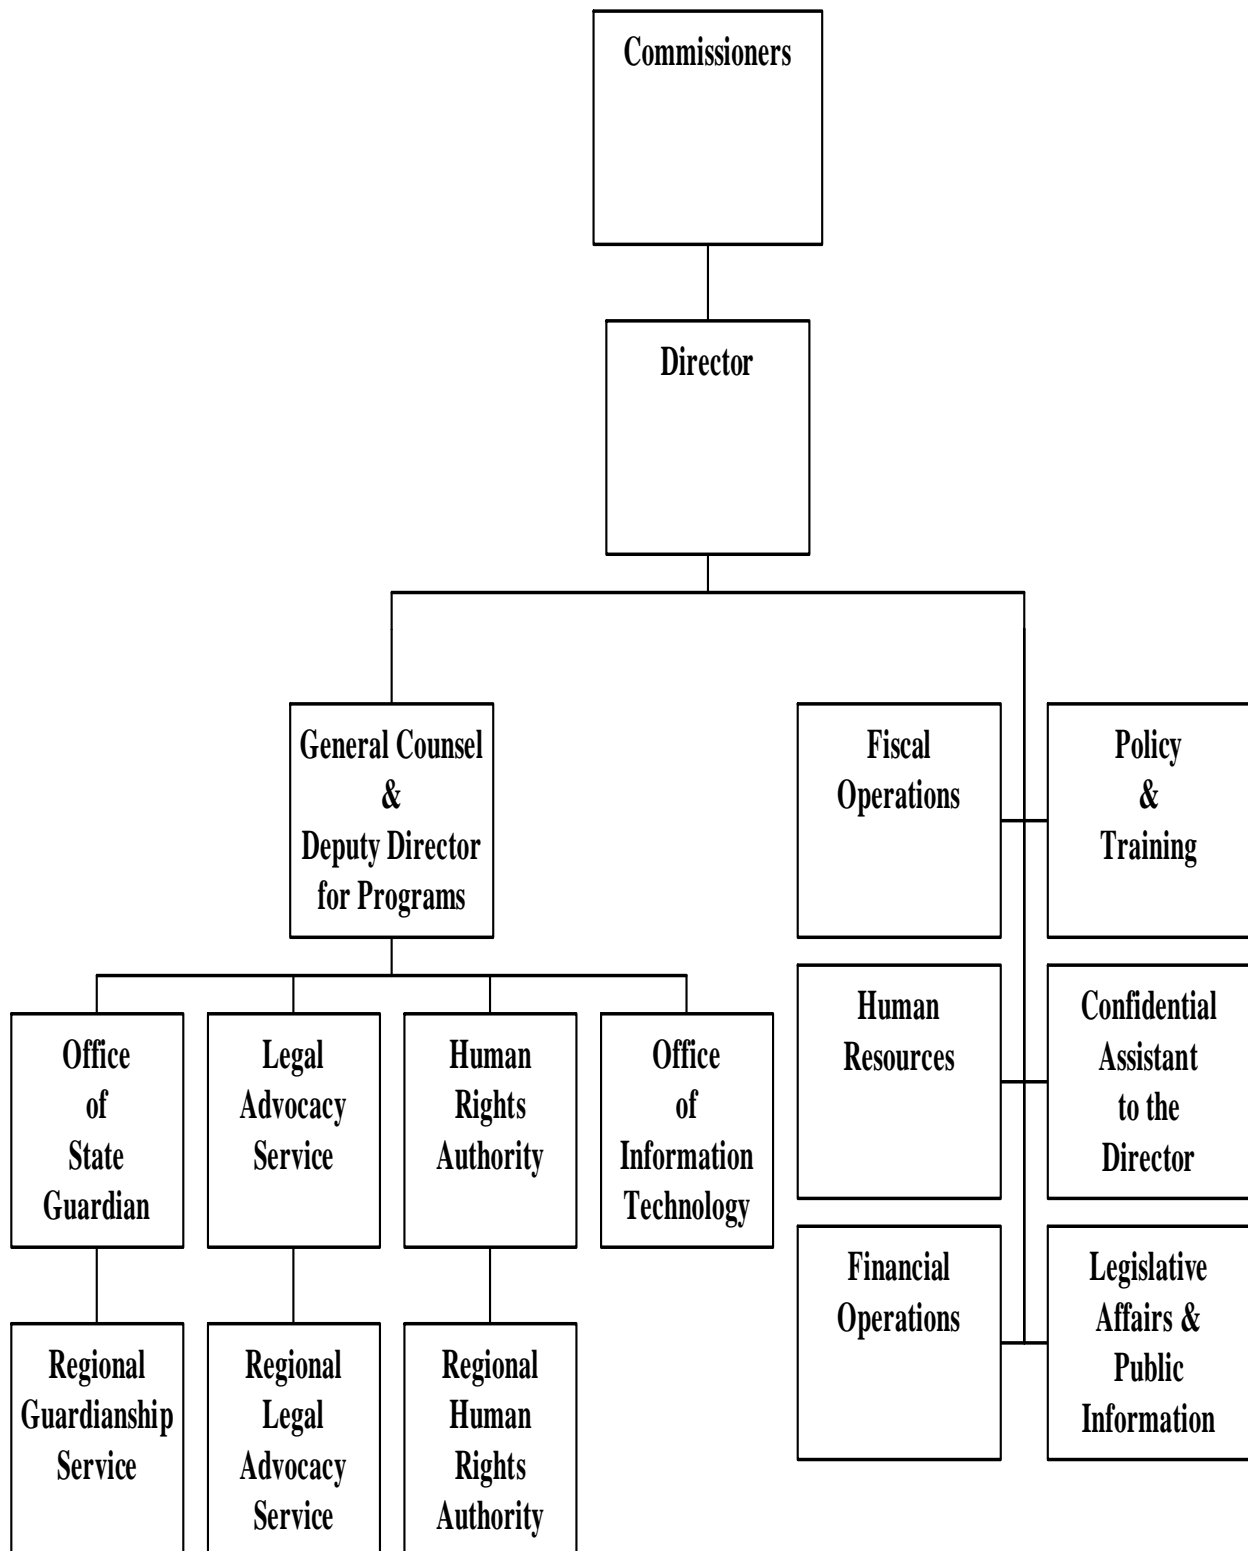 Commissioners
Director
General Counsel
&
Deputy Director
for Programs
Fiscal
Operations
Policy
&
Training
Human
Resources
Confidential
Assistant
to the
Director
Financial
Operations
Legislative
Affairs &
Public
Information
Office
of
State
Guardian
Legal
Advocacy
Service
Human
Rights
Authority
Office
of
Information
Technology
Regional
Guardianship
Service
Regional
Legal
Advocacy
Service
Regional
Human
Rights
Authority